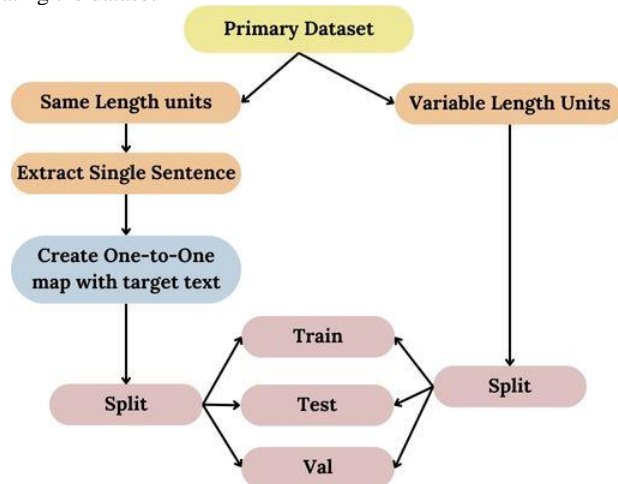 Primary Dataset
Same Length units
Variable Length Units
Extract Single Sentence
Create One-to-One
map with target text
Train
Split
Test
Split
Val